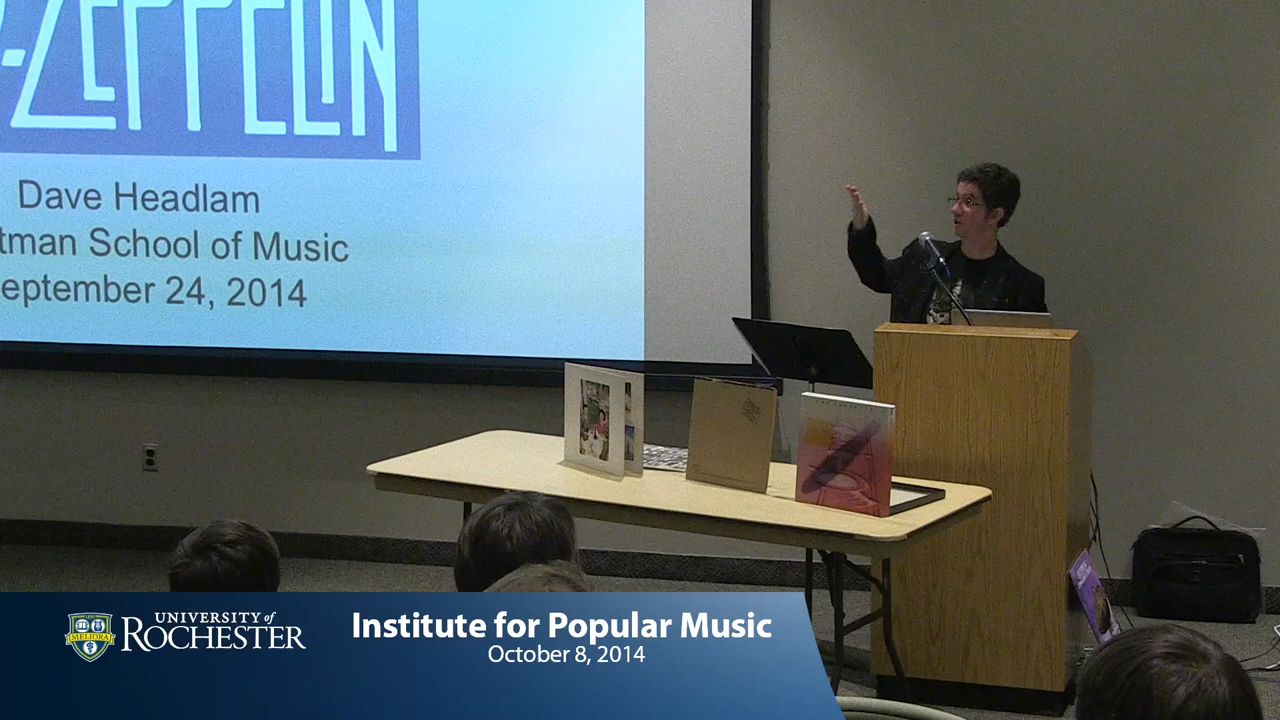 -ZEPPELIN
Dave Headlam
tman School of Music
eptember 24, 2014
MELIORA
UNIVERSITY of
ROCHESTER
Institute for Popular Music
October 8, 2014